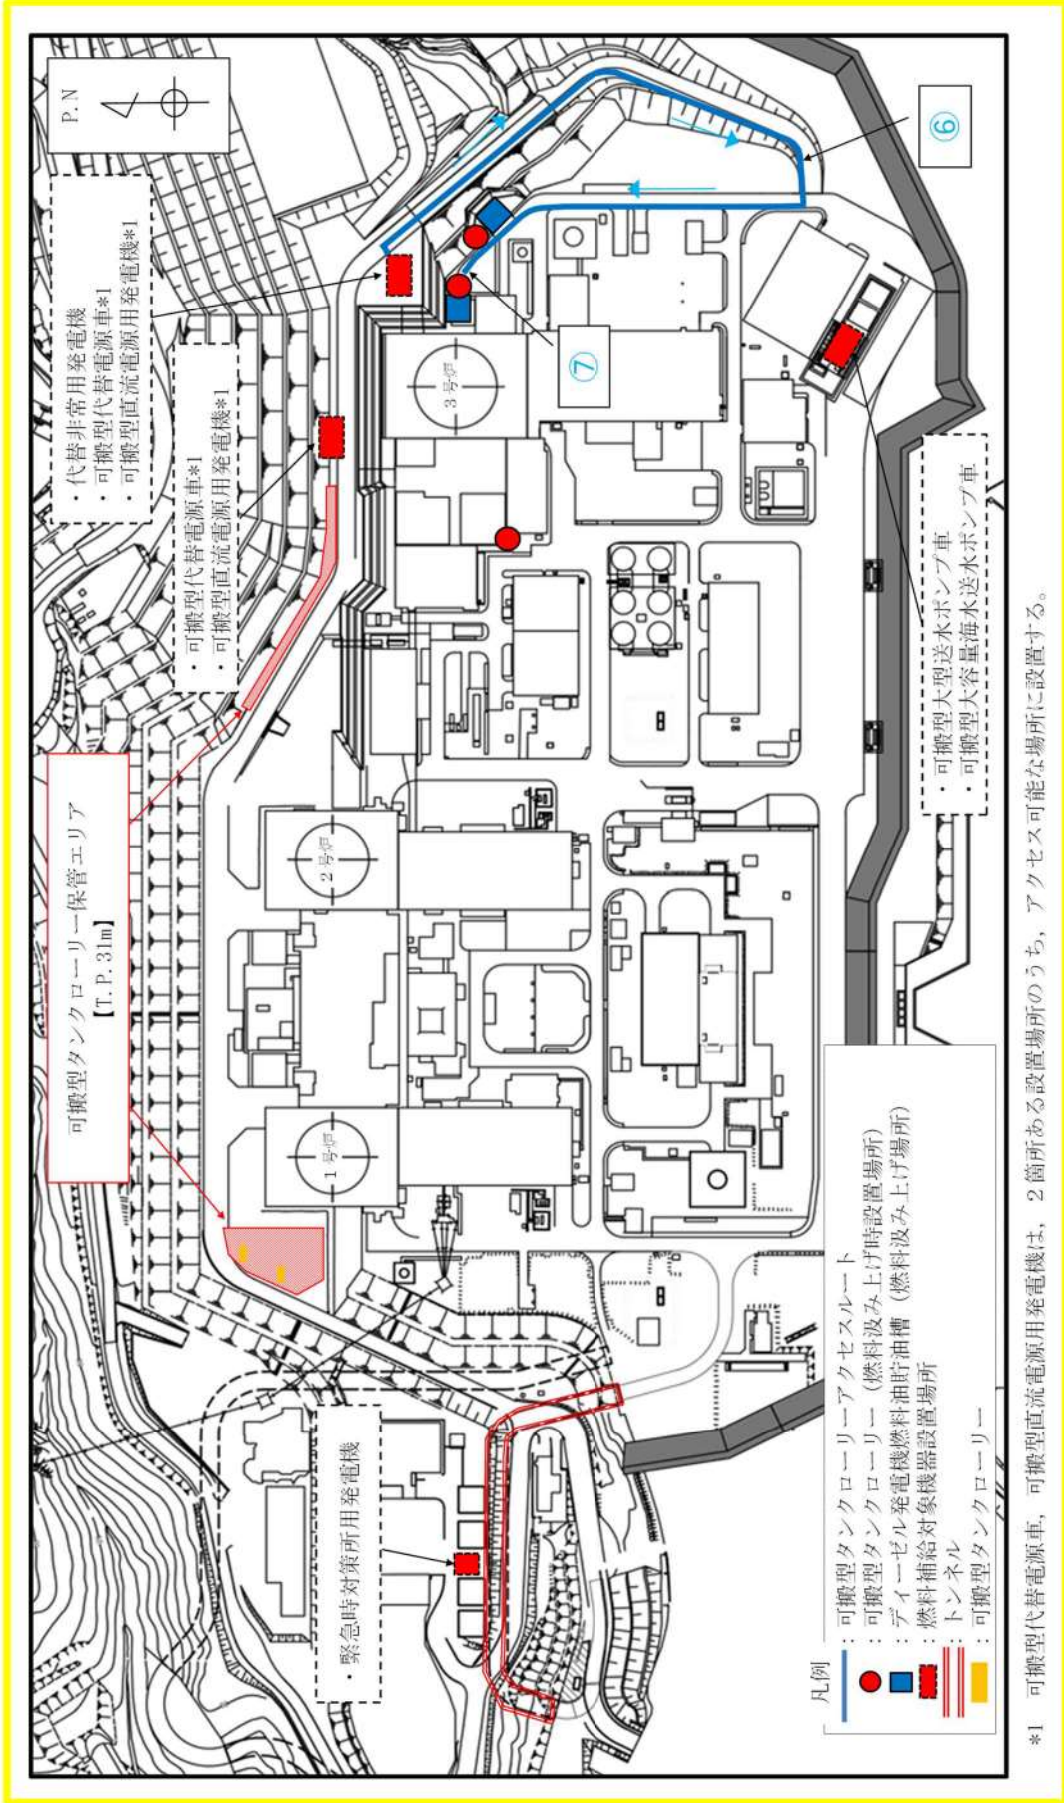 P.N
・代替非常用発電機
・可搬型代替電源車*1
・可搬型直流電源用発電機*1
・可搬型代替電源車*1
・可搬型直流電源用発電機*1
可搬型タンクローリー保管エリア
【T.P.31m】
・緊急時対策所用発電機
1号炉
2号炉
3号炉
⑥
⑦
・可搬型大型送水ポンプ車
・可搬型大容量海水送水ポンプ車
凡例
：可搬型タンクローリーアクセスルート
：可搬型タンクローリー（燃料汲み上げ時設置場所）
：ディーゼル発電機燃料油貯油槽（燃料汲み上げ場所）
：燃料補給対象機器設置場所
：トンネル
：可搬型タンクローリー
*1　可搬型代替電源車，可搬型直流電源用発電機は，２箇所ある設置場所のうち，アクセス可能な場所に設置する。